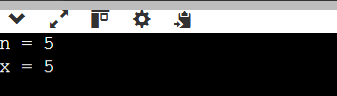 n = 5
x = 5